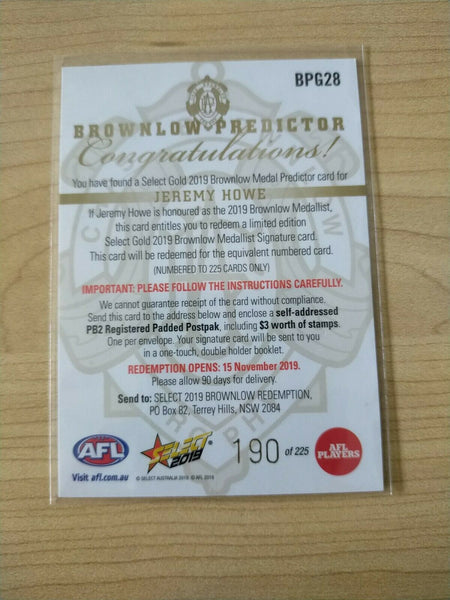 BPG28
BROWNLOW PREDICTOR
Congratulations!
You have found a Select Gold 2019 Brownlow Medal Predictor card for
JEREMY HOWE
If Jeremy Howe is honoured as the 2019 Brownlow Medallist,
this card entitles you to redeem a limited edition
Select Gold 2019 Brownlow Medallist Signature card.
This card will be redeemed for the equivalent numbered card.
(NUMBERED TO 225 CARDS ONLY)
IMPORTANT: PLEASE FOLLOW THE INSTRUCTIONS CAREFULLY.
We cannot guarantee receipt of the card without compliance.
Send this card to the address below and enclose a self-addressed
PB2 Registered Padded Postpak, including $3 worth of stamps.
One per envelope. Your signature card will be sent to you
in a one-touch, double holder booklet.
REDEMPTION OPENS: 15 November 2019.
Please allow 90 days for delivery.
Send to: SELECT 2019 BROWNLOW REDEMPTION,
PO Box 82, Terrey Hills, NSW 2084
AFL
Visit afl.com.au
SELECT
2019
© SELECT AUSTRALIA 2019 © AFL 2019
190 of 225
AFL
PLAYERS